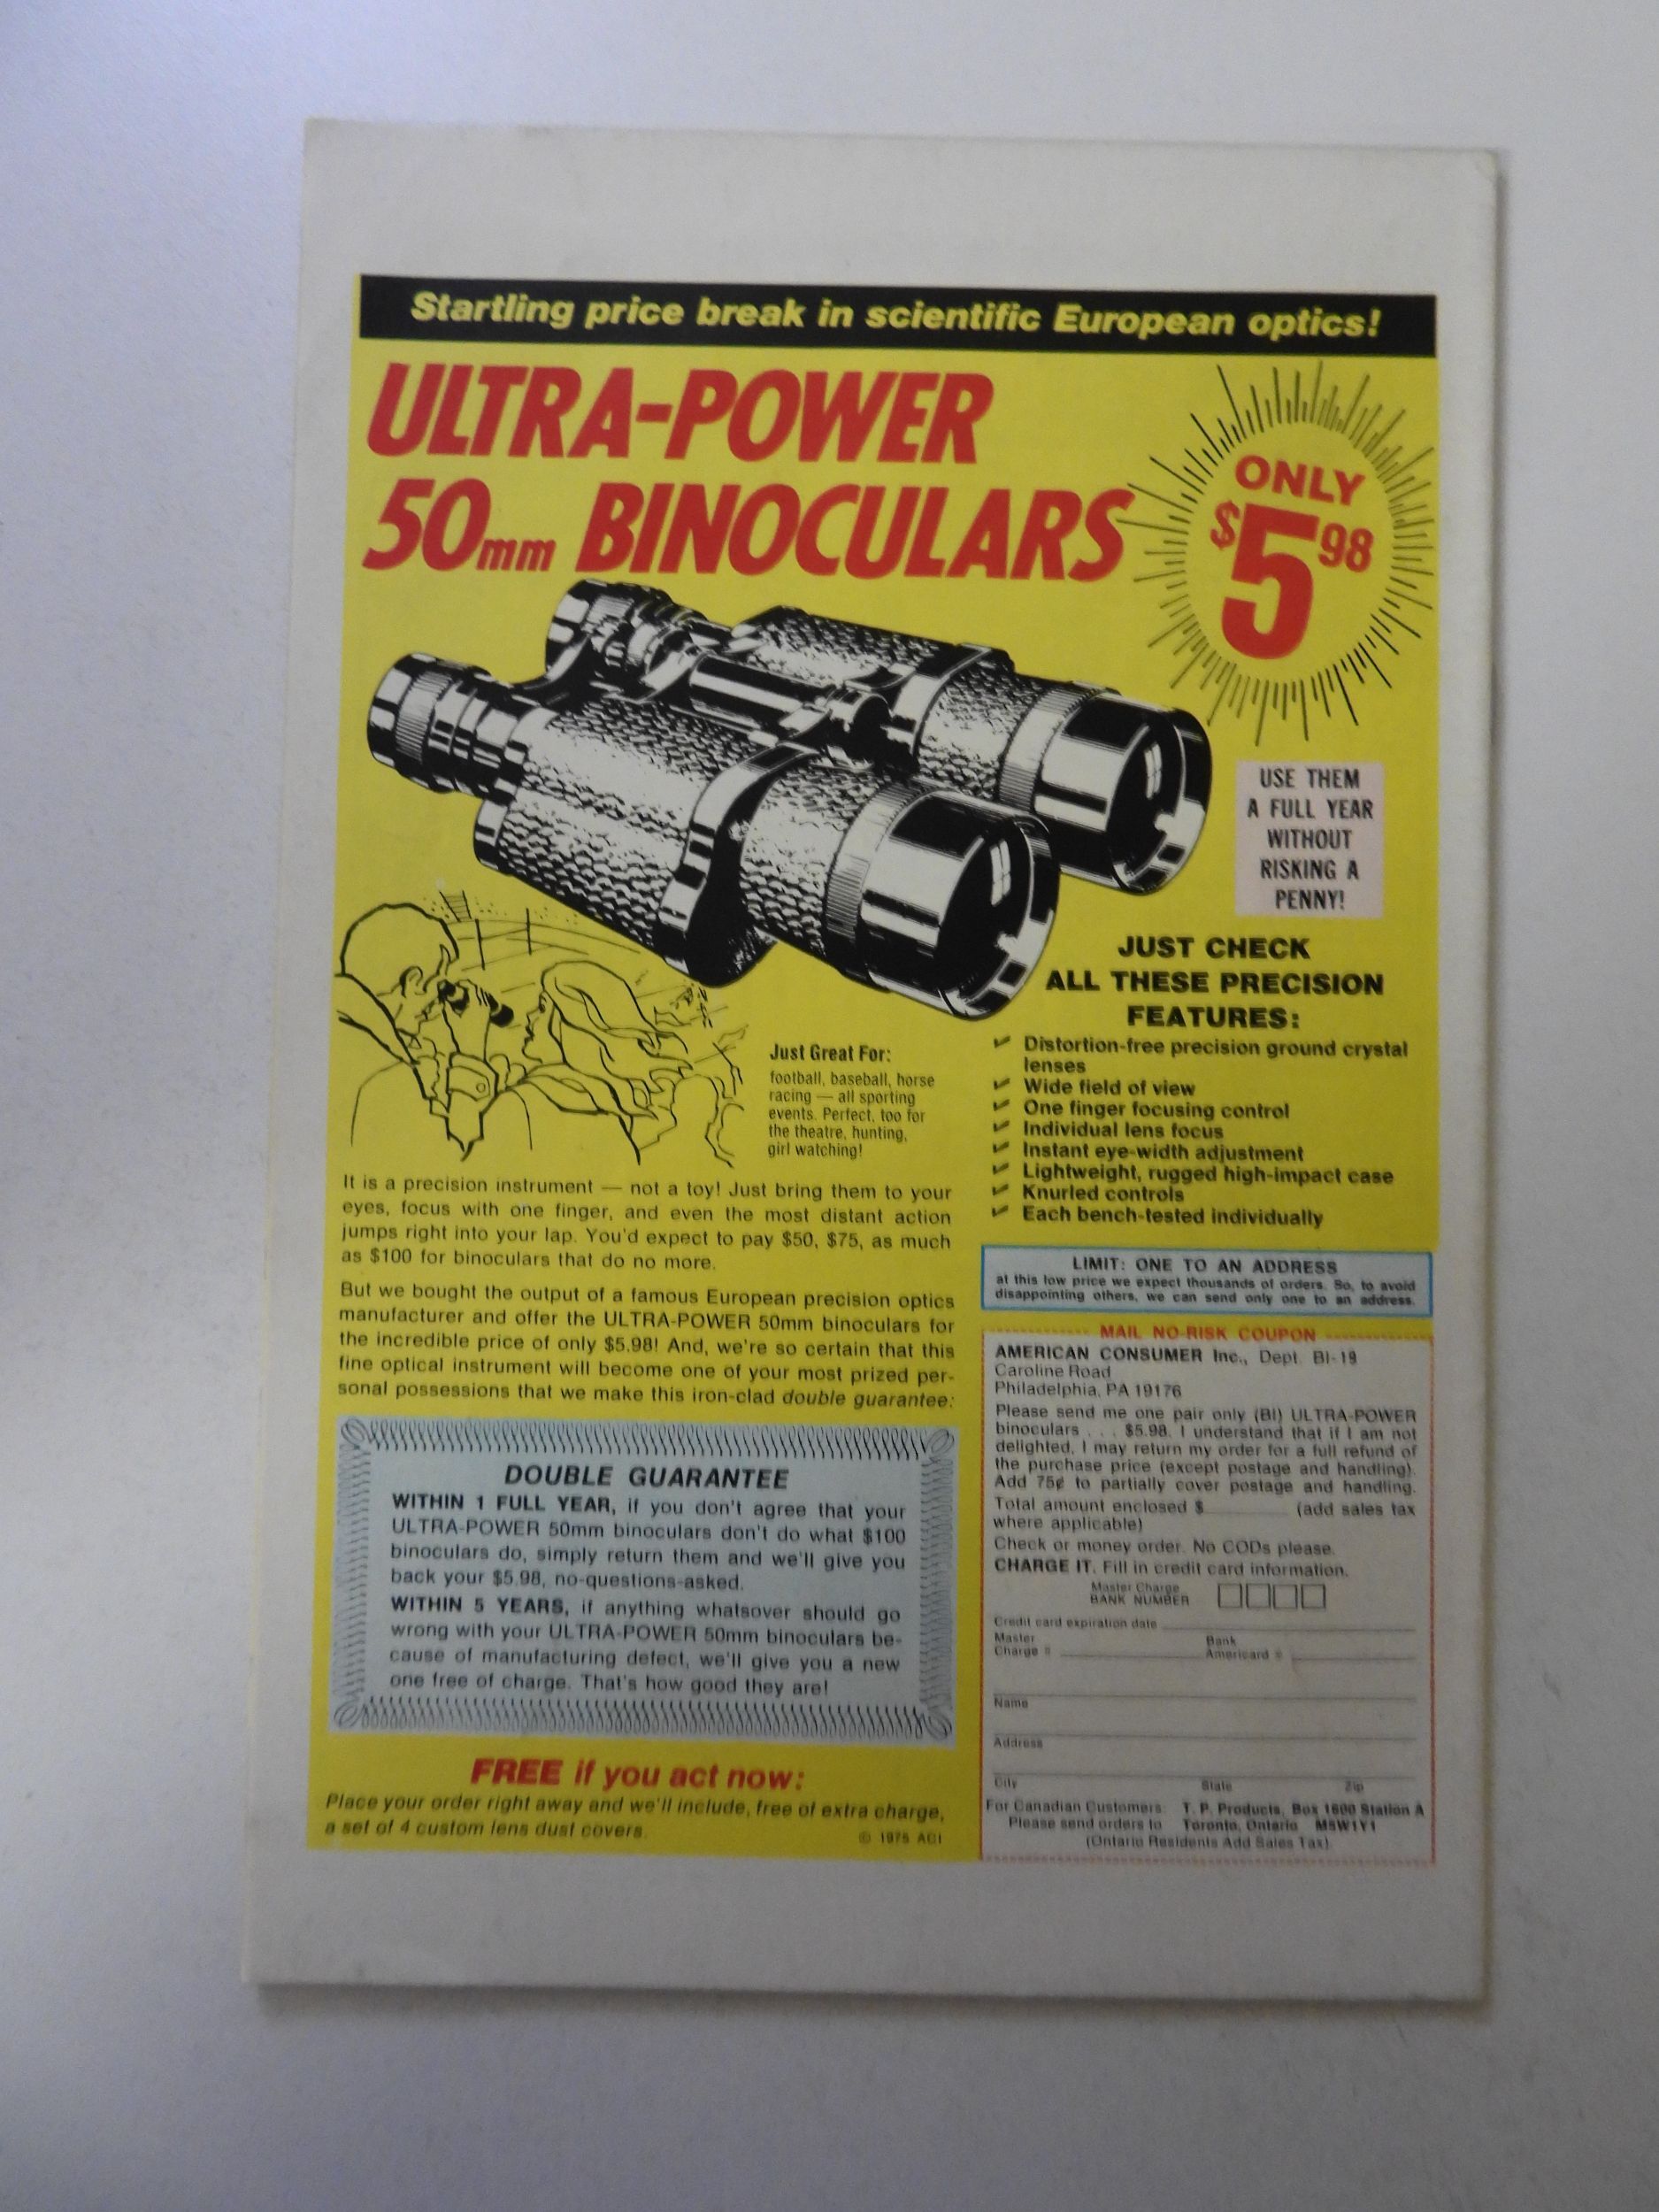 Startling price break in scientific European optics!
ULTRA-POWER
50mm BINOCULARS
ONLY
$5.98
USE THEM
A FULL YEAR
WITHOUT
RISKING A
PENNY!
JUST CHECK
ALL THESE PRECISION
FEATURES:
✓ Distortion-free precision ground crystal
lenses
✓ Wide field of view
✓ One finger focusing control
✓ Individual lens focus
✓ Instant eye-width adjustment
✓ Lightweight, rugged high-impact case
✓ Knurled controls
✓ Each bench-tested individually
Just Great For:
football, baseball, horse
racing — all sporting
events. Perfect, too for
the theatre, hunting,
girl watching!
It is a precision instrument — not a toy! Just bring them to your
eyes, focus with one finger, and even the most distant action
jumps right into your lap. You'd expect to pay $50, $75, as much
as $100 for binoculars that do no more.
But we bought the output of a famous European precision optics
manufacturer and offer the ULTRA-POWER 50mm binoculars for
the incredible price of only $5.98! And, we're so certain that this
fine optical instrument will become one of your most prized per-
sonal possessions that we make this iron-clad double guarantee:
DOUBLE GUARANTEE
WITHIN 1 FULL YEAR, if you don't agree that your
ULTRA-POWER 50mm binoculars don't do what $100
binoculars do, simply return them and we'll give you
back your $5.98, no-questions-asked.
WITHIN 5 YEARS, if anything whatsover should go
wrong with your ULTRA-POWER 50mm binoculars be-
cause of manufacturing defect, we'll give you a new
one free of charge. That's how good they are!
FREE if you act now:
Place your order right away and we'll include, free of extra charge,
a set of 4 custom lens dust covers.
© 1975 ACI
LIMIT: ONE TO AN ADDRESS
at this low price we expect thousands of orders. So, to avoid
disappointing others, we can send only one to an address.
MAIL NO-RISK COUPON
AMERICAN CONSUMER Inc., Dept. BI-19
Caroline Road
Philadelphia, PA 19176
Please send me one pair only (BI) ULTRA-POWER
binoculars . . . $5.98. I understand that if I am not
delighted, I may return my order for a full refund of
the purchase price (except postage and handling).
Add 75¢ to partially cover postage and handling.
Total amount enclosed $ (add sales tax
where applicable)
Check or money order. No CODs please.
CHARGE IT. Fill in credit card information.
Master Charge
BANK NUMBER
Credit card expiration date
Master
Charge #
Bank
Americard #
Name
Address
City State Zip
For Canadian Customers: T. P. Products, Box 1600 Station A
Please send orders to Toronto, Ontario M5W1Y1
(Ontario Residents Add Sales Tax)